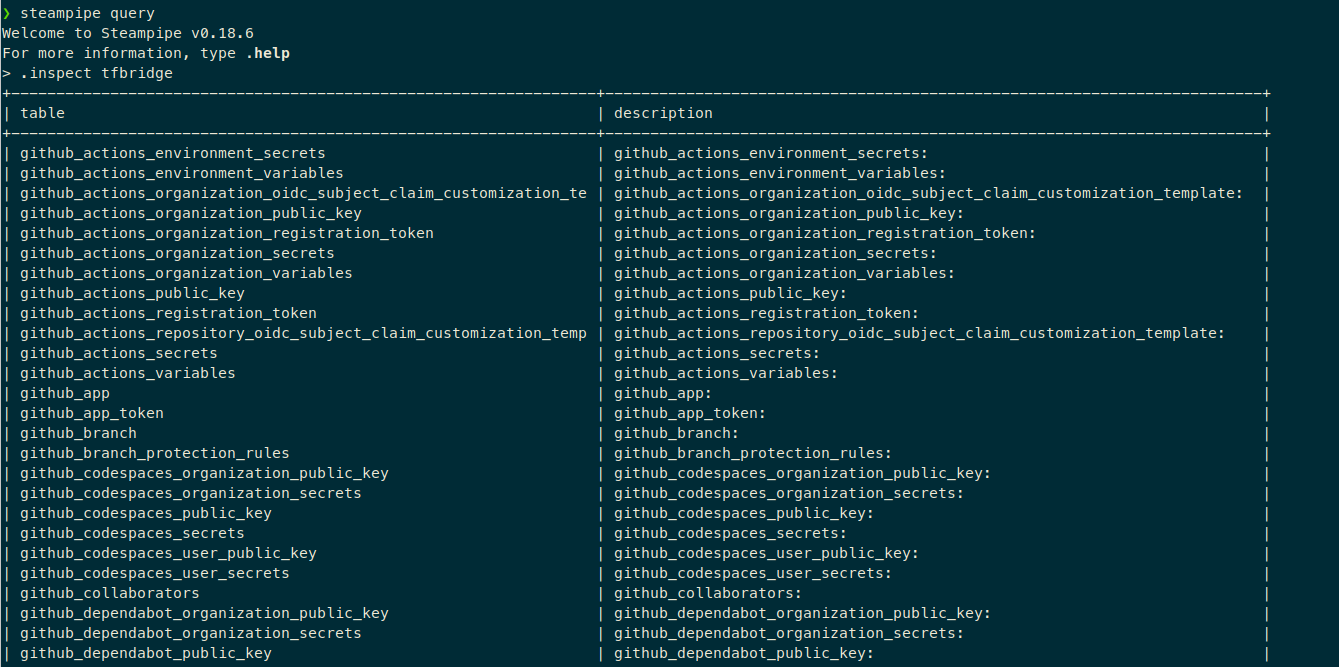 ❯ steampipe query
Welcome to Steampipe v0.18.6
For more information, type .help
> .inspect tfbridge
+------------------------------------------------------------------+-------------------------------------------------------------------------+
| table | description |
+------------------------------------------------------------------+-------------------------------------------------------------------------+
| github_actions_environment_secrets | github_actions_environment_secrets: |
| github_actions_environment_variables | github_actions_environment_variables: |
| github_actions_organization_oidc_subject_claim_customization_te | github_actions_organization_oidc_subject_claim_customization_template: |
| github_actions_organization_public_key | github_actions_organization_public_key: |
| github_actions_organization_registration_token | github_actions_organization_registration_token: |
| github_actions_organization_secrets | github_actions_organization_secrets: |
| github_actions_organization_variables | github_actions_organization_variables: |
| github_actions_public_key | github_actions_public_key: |
| github_actions_registration_token | github_actions_registration_token: |
| github_actions_repository_oidc_subject_claim_customization_temp | github_actions_repository_oidc_subject_claim_customization_template: |
| github_actions_secrets | github_actions_secrets: |
| github_actions_variables | github_actions_variables: |
| github_app | github_app: |
| github_app_token | github_app_token: |
| github_branch | github_branch: |
| github_branch_protection_rules | github_branch_protection_rules: |
| github_codespaces_organization_public_key | github_codespaces_organization_public_key: |
| github_codespaces_organization_secrets | github_codespaces_organization_secrets: |
| github_codespaces_public_key | github_codespaces_public_key: |
| github_codespaces_secrets | github_codespaces_secrets: |
| github_codespaces_user_public_key | github_codespaces_user_public_key: |
| github_codespaces_user_secrets | github_codespaces_user_secrets: |
| github_collaborators | github_collaborators: |
| github_dependabot_organization_public_key | github_dependabot_organization_public_key: |
| github_dependabot_organization_secrets | github_dependabot_organization_secrets: |
| github_dependabot_public_key | github_dependabot_public_key: |